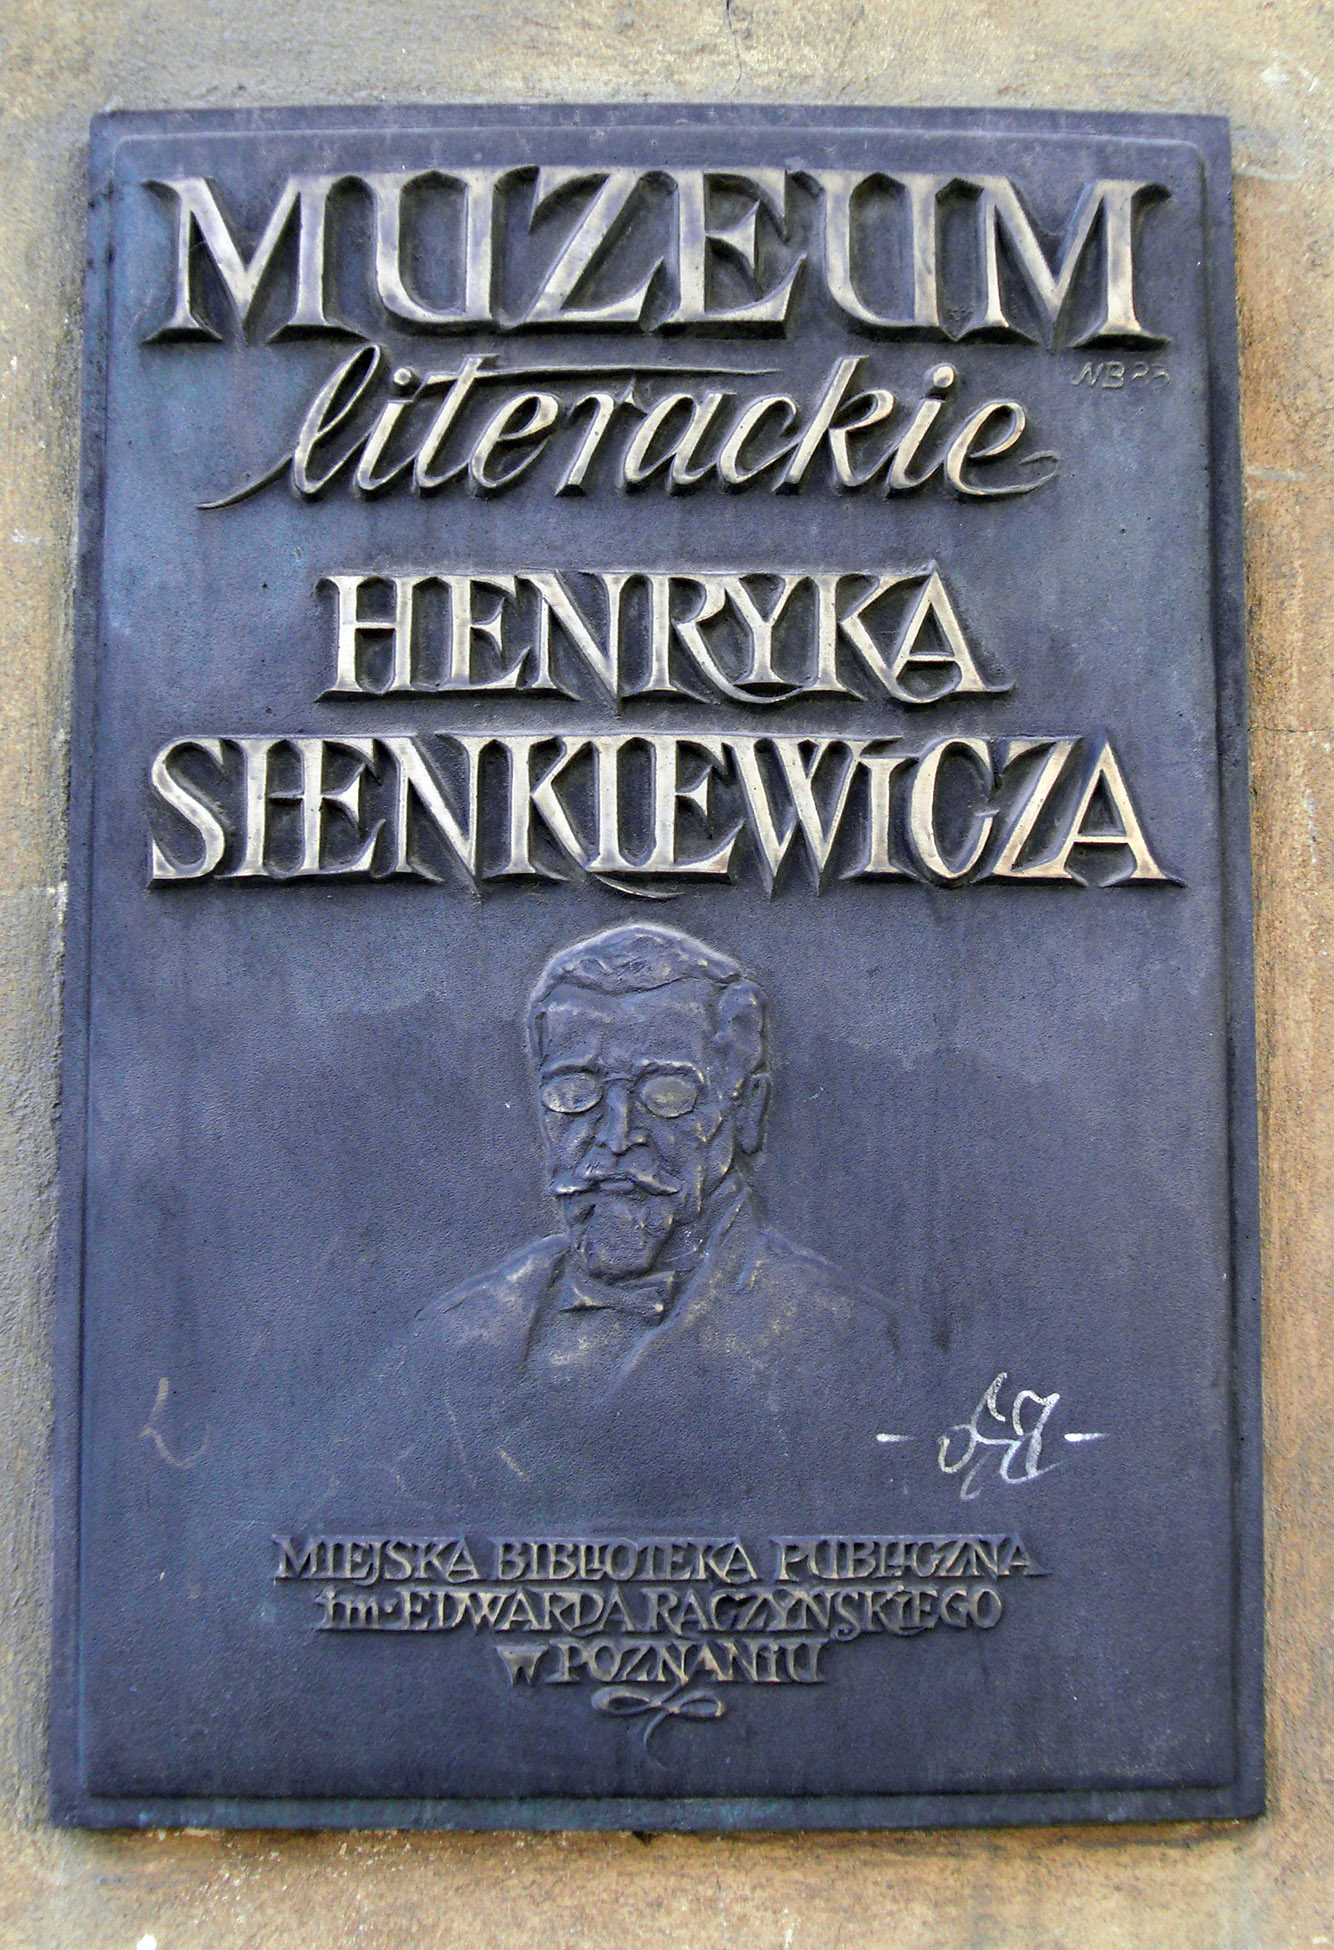 MUZEUM
literackie
HENRYKA
SIENKIEWICZA
MIEJSKA BIBLIOTEKA PUBLICZNA
im. EDWARDA RACZYŃSKIEGO
W POZNANIU